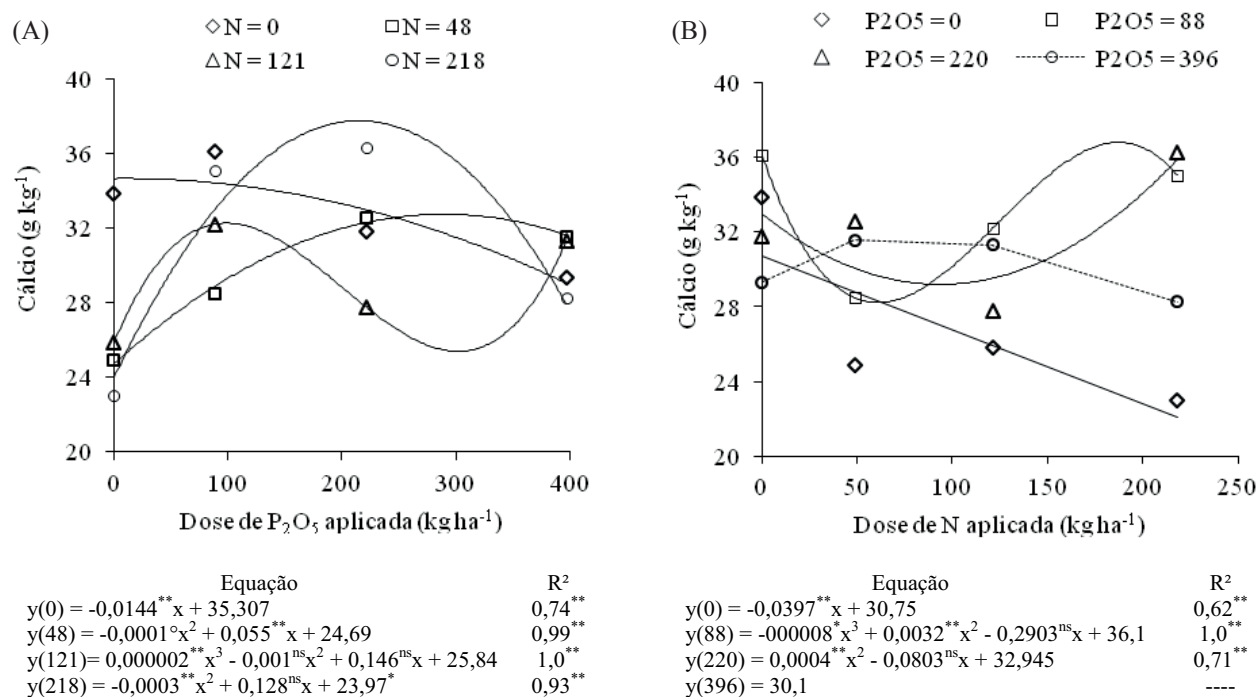 (A)
◇ N = 0 □ N = 48
△ N = 121 ○ N = 218
40
36
32
28
24
20
Cálcio (g kg⁻¹)
0 100 200 300 400
Dose de P₂O₅ aplicada (kg ha⁻¹)
Equação R²
y(0) = -0,0144**x + 35,307 0,74**
y(48) = -0,0001°x² + 0,055**x + 24,69 0,99**
y(121)= 0,000002**x³ - 0,001ⁿˢx² + 0,146ⁿˢx + 25,84 1,0**
y(218) = -0,0003**x² + 0,128ⁿˢx + 23,97* 0,93**
(B)
◇ P2O5 = 0 □ P2O5 = 88
△ P2O5 = 220 --○-- P2O5 = 396
40
36
32
28
24
20
Cálcio (g kg⁻¹)
0 50 100 150 200 250
Dose de N aplicada (kg ha⁻¹)
Equação R²
y(0) = -0,0397**x + 30,75 0,62**
y(88) = -000008*x³ + 0,0032**x² - 0,2903ⁿˢx + 36,1 1,0**
y(220) = 0,0004**x² - 0,0803ⁿˢx + 32,945 0,71**
y(396) = 30,1 ----